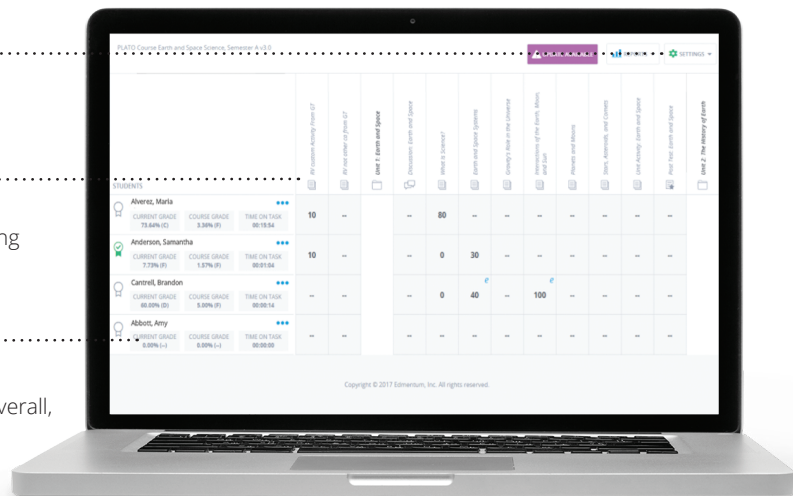 PLATO Course Earth and Space Science, Semester A v3.0
SETTINGS
RV custom Activity From GT
RV not other us from GT
Unit 1: Earth and Space
Discussion: Earth and Space
What is Science?
Earth and Space Systems
Gravity's Role in the Universe
Interactions of the Earth, Moon, and Sun
Planets and Moons
Stars, Asteroids, and Comets
Unit Activity: Earth and Space
Post Test: Earth and Space
Unit 2: The History of Earth
STUDENTS
Alverez, Maria
CURRENT GRADE COURSE GRADE TIME ON TASK
73.64% (C) 3.36% (F) 00:15:54
10 -- -- 80 -- -- -- -- -- -- --
ng
Anderson, Samantha
CURRENT GRADE COURSE GRADE TIME ON TASK
7.73% (F) 1.57% (F) 00:01:04
10 -- -- 0 30 -- -- -- -- -- --
Cantrell, Brandon
CURRENT GRADE COURSE GRADE TIME ON TASK
60.00% (D) 5.00% (F) 00:00:14
-- -- -- 0 40 -- 100 -- -- -- --
Abbott, Amy
CURRENT GRADE COURSE GRADE TIME ON TASK
0.00% (--) 0.00% (--) 00:00:00
-- -- -- -- -- -- -- -- -- -- --
Copyright © 2017 Edmentum, Inc. All rights reserved.
verall,